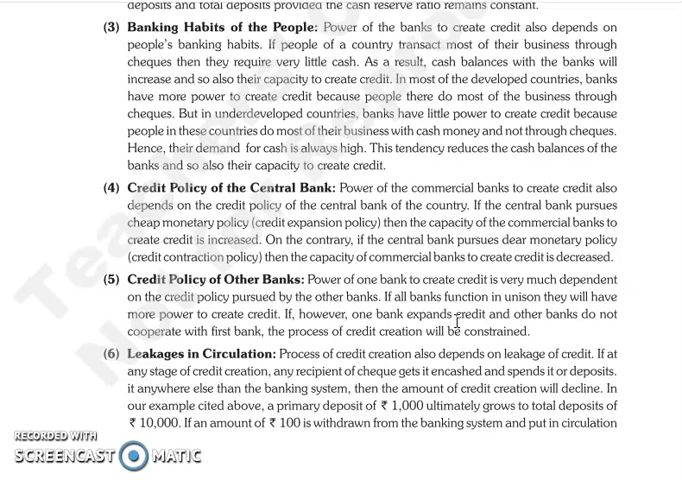 deposits and total deposits provided the cash reserve ratio remains constant.
(3) Banking Habits of the People: Power of the banks to create credit also depends on
people's banking habits. If people of a country transact most of their business through
cheques then they require very little cash. As a result, cash balances with the banks will
increase and so also their capacity to create credit. In most of the developed countries, banks
have more power to create credit because people there do most of the business through
cheques. But in underdeveloped countries, banks have little power to create credit because
people in these countries do most of their business with cash money and not through cheques.
Hence, their demand for cash is always high. This tendency reduces the cash balances of the
banks and so also their capacity to create credit.
(4) Credit Policy of the Central Bank: Power of the commercial banks to create credit also
depends on the credit policy of the central bank of the country. If the central bank pursues
cheap monetary policy (credit expansion policy) then the capacity of the commercial banks to
create credit is increased. On the contrary, if the central bank pursues dear monetary policy
(credit contraction policy) then the capacity of commercial banks to create credit is decreased.
(5) Credit Policy of Other Banks: Power of one bank to create credit is very much dependent
on the credit policy pursued by the other banks. If all banks function in unison they will have
more power to create credit. If, however, one bank expands credit and other banks do not
cooperate with first bank, the process of credit creation will be constrained.
(6) Leakages in Circulation: Process of credit creation also depends on leakage of credit. If at
any stage of credit creation, any recipient of cheque gets it encashed and spends it or deposits.
it anywhere else than the banking system, then the amount of credit creation will decline. In
our example cited above, a primary deposit of ₹ 1,000 ultimately grows to total deposits of
₹ 10,000. If an amount of ₹ 100 is withdrawn from the banking system and put in circulation
RECORDED WITH
SCREENCAST MATIC